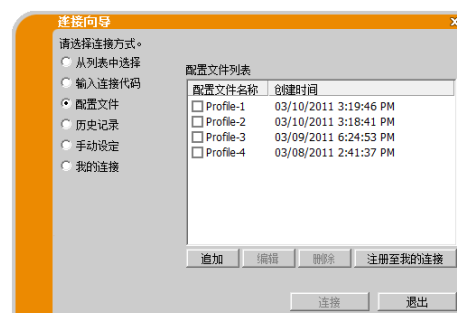 连接向导 x
请选择连接方式。
从列表中选择
输入连接代码
配置文件
历史记录
手动设定
我的连接
配置文件列表
配置文件名称 创建时间
Profile-1 03/10/2011 3:19:46 PM
Profile-2 03/10/2011 3:18:41 PM
Profile-3 03/09/2011 6:24:53 PM
Profile-4 03/08/2011 2:41:37 PM
追加 编辑 删除 注册至我的连接
连接 退出